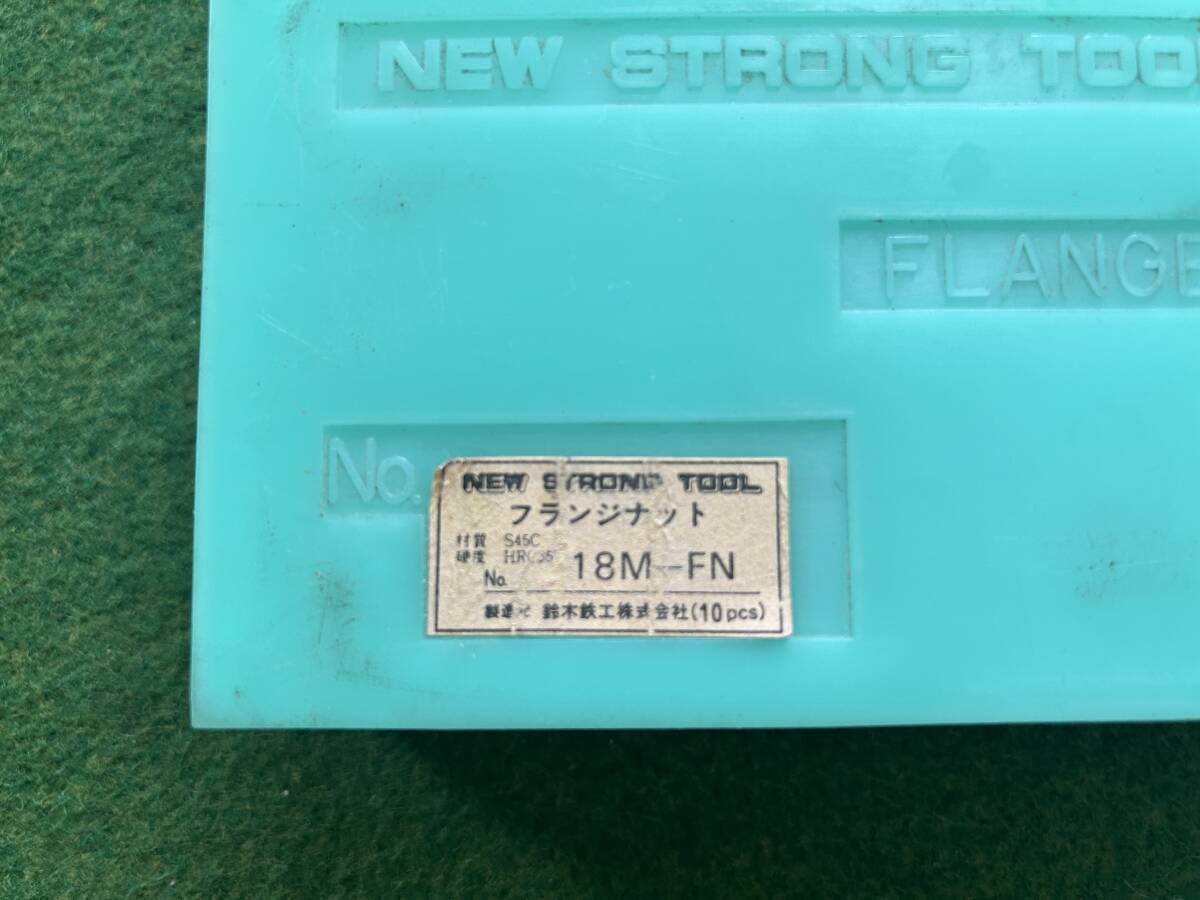 NEW STRONG TOO
FLANGE
No.
NEW STRONG TOOL
フランジナット
材質 S45C
硬度 HRC35
No. 18M-FN
製造元 鈴木鉄工株式会社(10pcs)